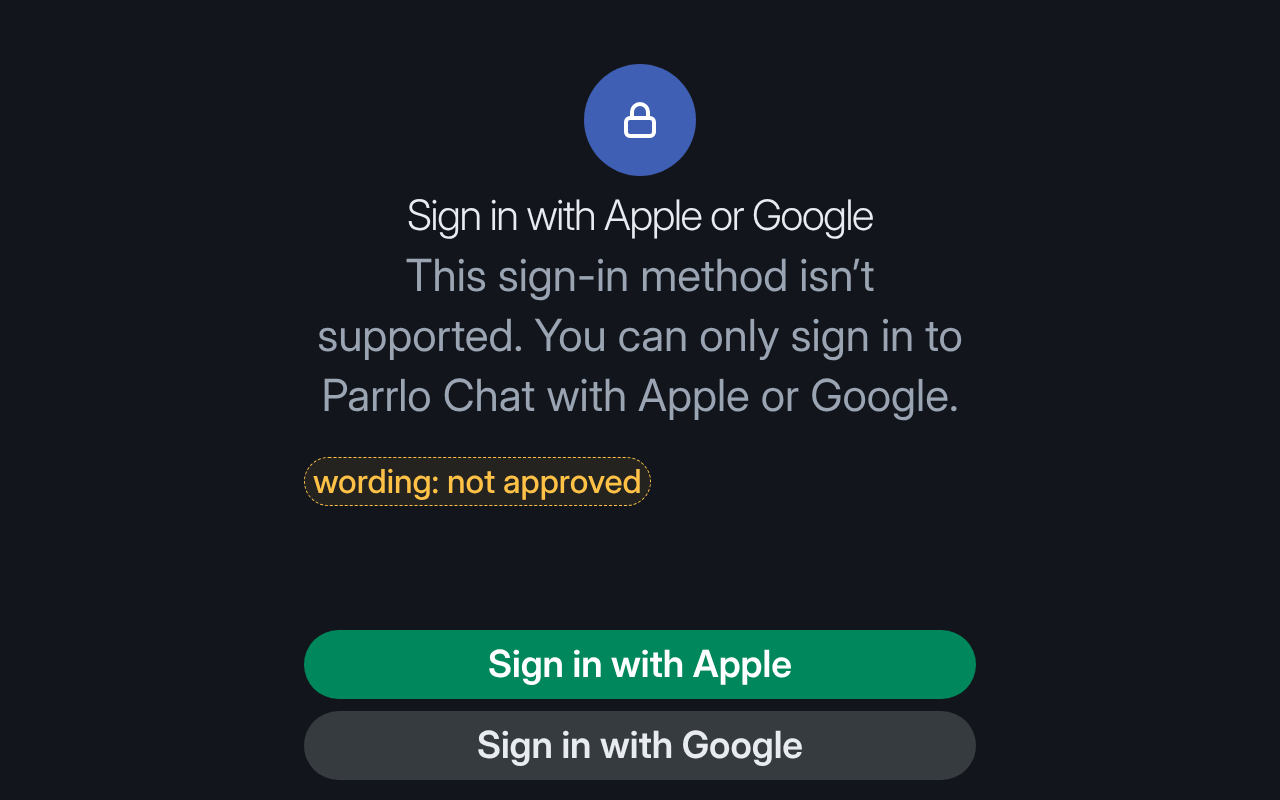 Sign in with Apple or Google
This sign-in method isn’t
supported. You can only sign in to
Parrlo Chat with Apple or Google.
wording: not approved
Sign in with Apple
Sign in with Google